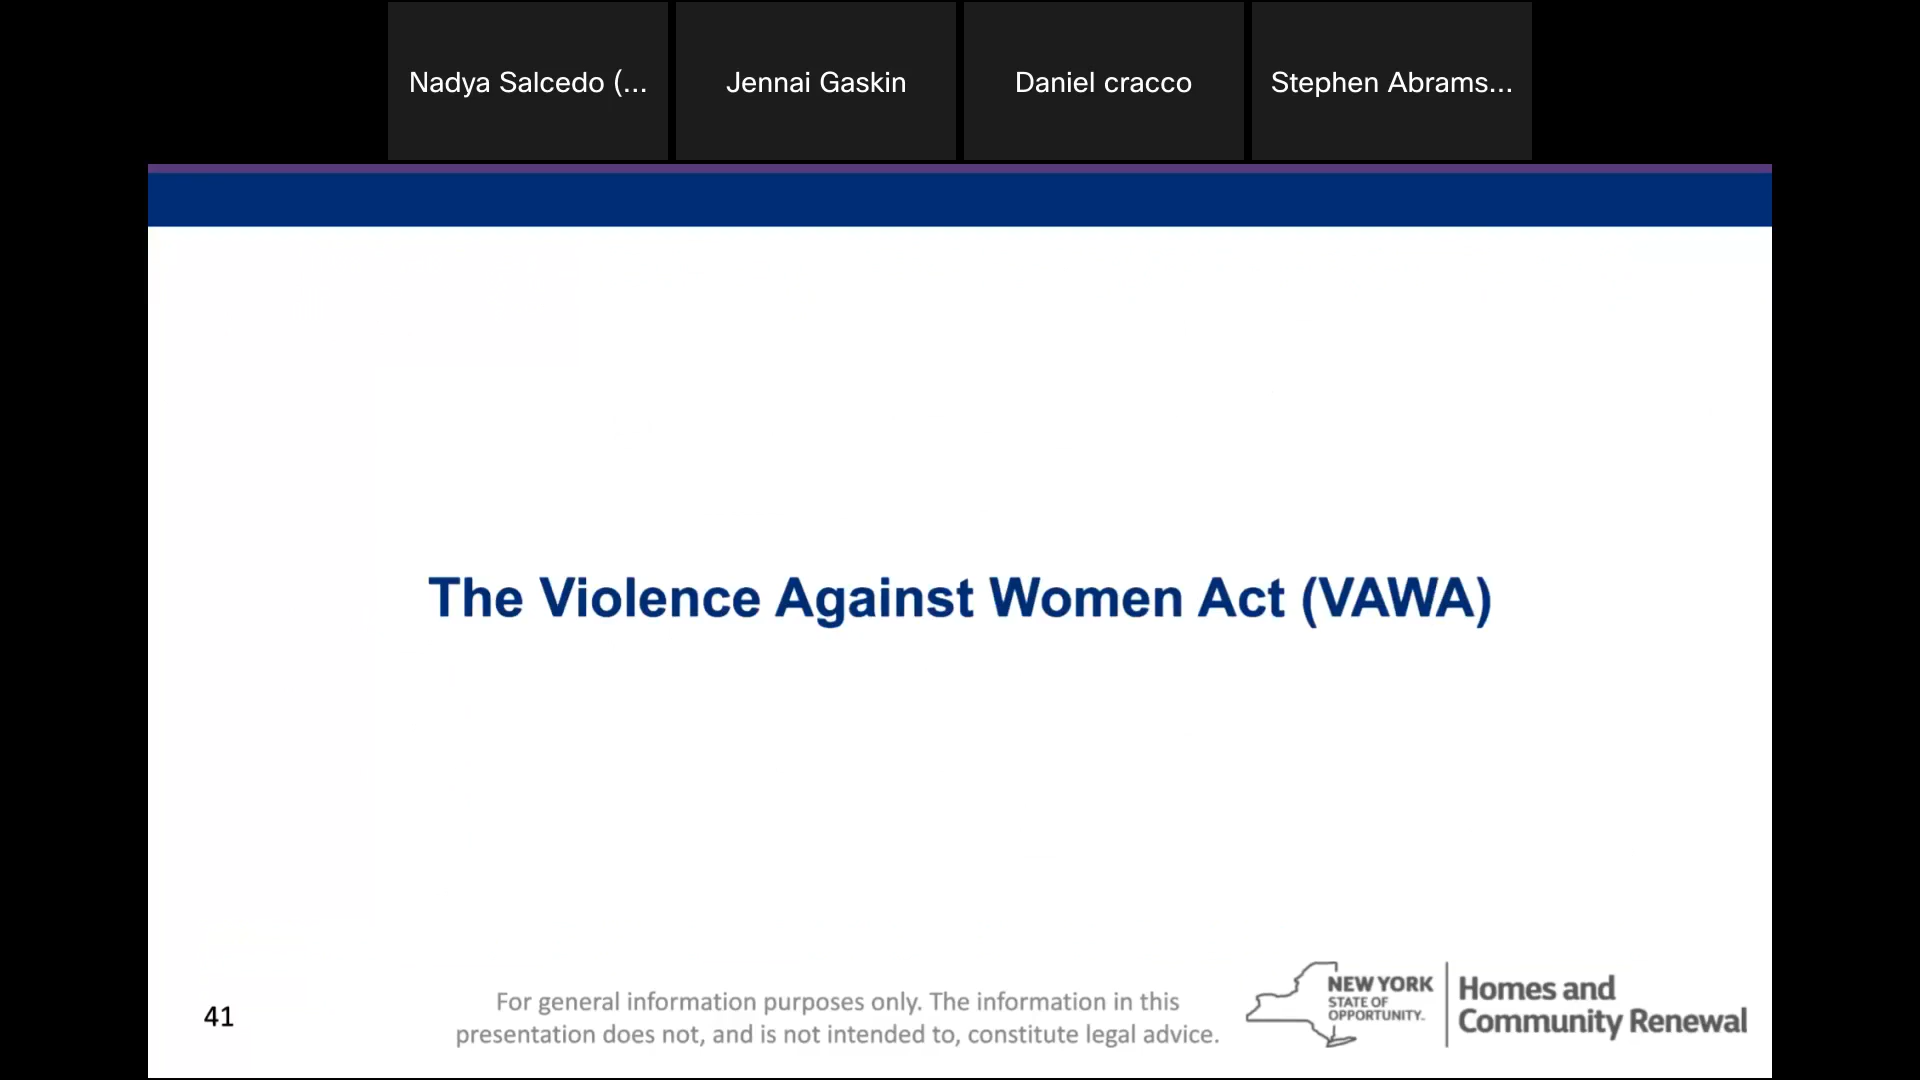 Nadya Salcedo (...
Jennai Gaskin
Daniel cracco
Stephen Abrams...
The Violence Against Women Act (VAWA)
41
For general information purposes only. The information in this
presentation does not, and is not intended to, constitute legal advice.
NEW YORK
STATE OF
OPPORTUNITY.
Homes and
Community Renewal